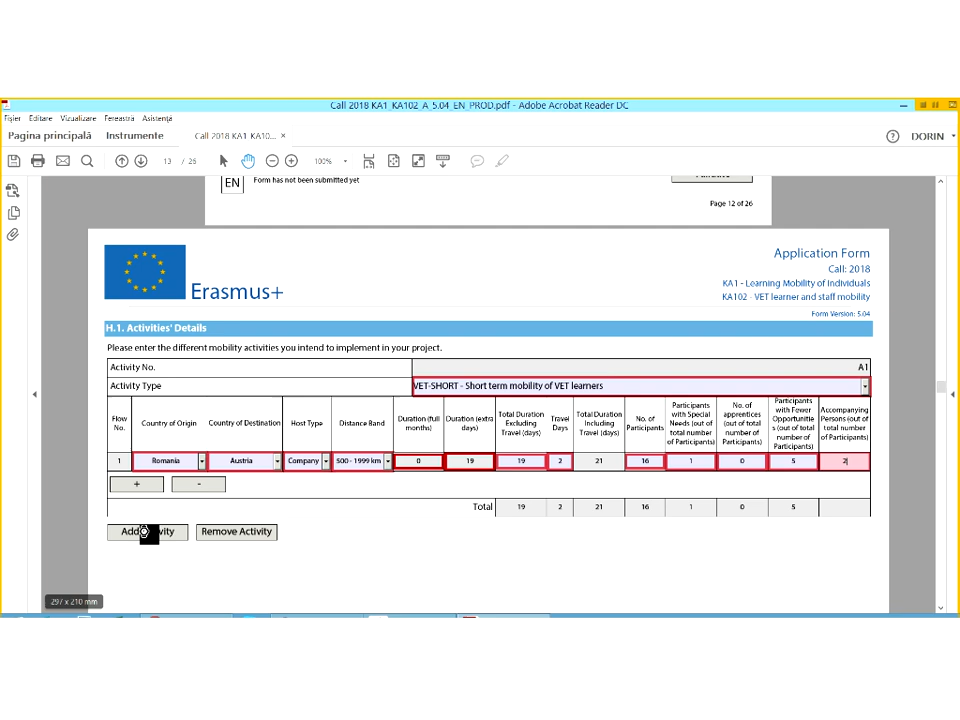 Call 2018 KA1_KA102_A_5.04_EN_PROD.pdf - Adobe Acrobat Reader DC
Fișier Editare Vizualizare Fereastră Asistență
Pagina principală Instrumente Call 2018 KA1 KA10... × DORIN
13 / 26 100%
EN Form has not been submitted yet
Page 12 of 26
Erasmus+
Application Form
Call: 2018
KA1 - Learning Mobility of Individuals
KA102 - VET learner and staff mobility
Form Version: 5.04
H.1. Activities' Details
Please enter the different mobility activities you intend to implement in your project.
Activity No. A1
Activity Type VET-SHORT - Short term mobility of VET learners
Flow No. Country of Origin Country of Destination Host Type Distance Band Duration (full months) Duration (extra days) Total Duration Excluding Travel (days) Travel Days Total Duration Including Travel (days) No. of Participants Participants with Special Needs (out of total number of Participants) No. of apprentices (out of total number of Participants) Participants with Fewer Opportunities (out of total number of Participants) Accompanying Persons (out of total number of Participants)
1 Romania Austria Company 500 - 1999 km 0 19 19 2 21 16 1 0 5 2
+ -
Total 19 2 21 16 1 0 5
Remove Activity
297 x 210 mm